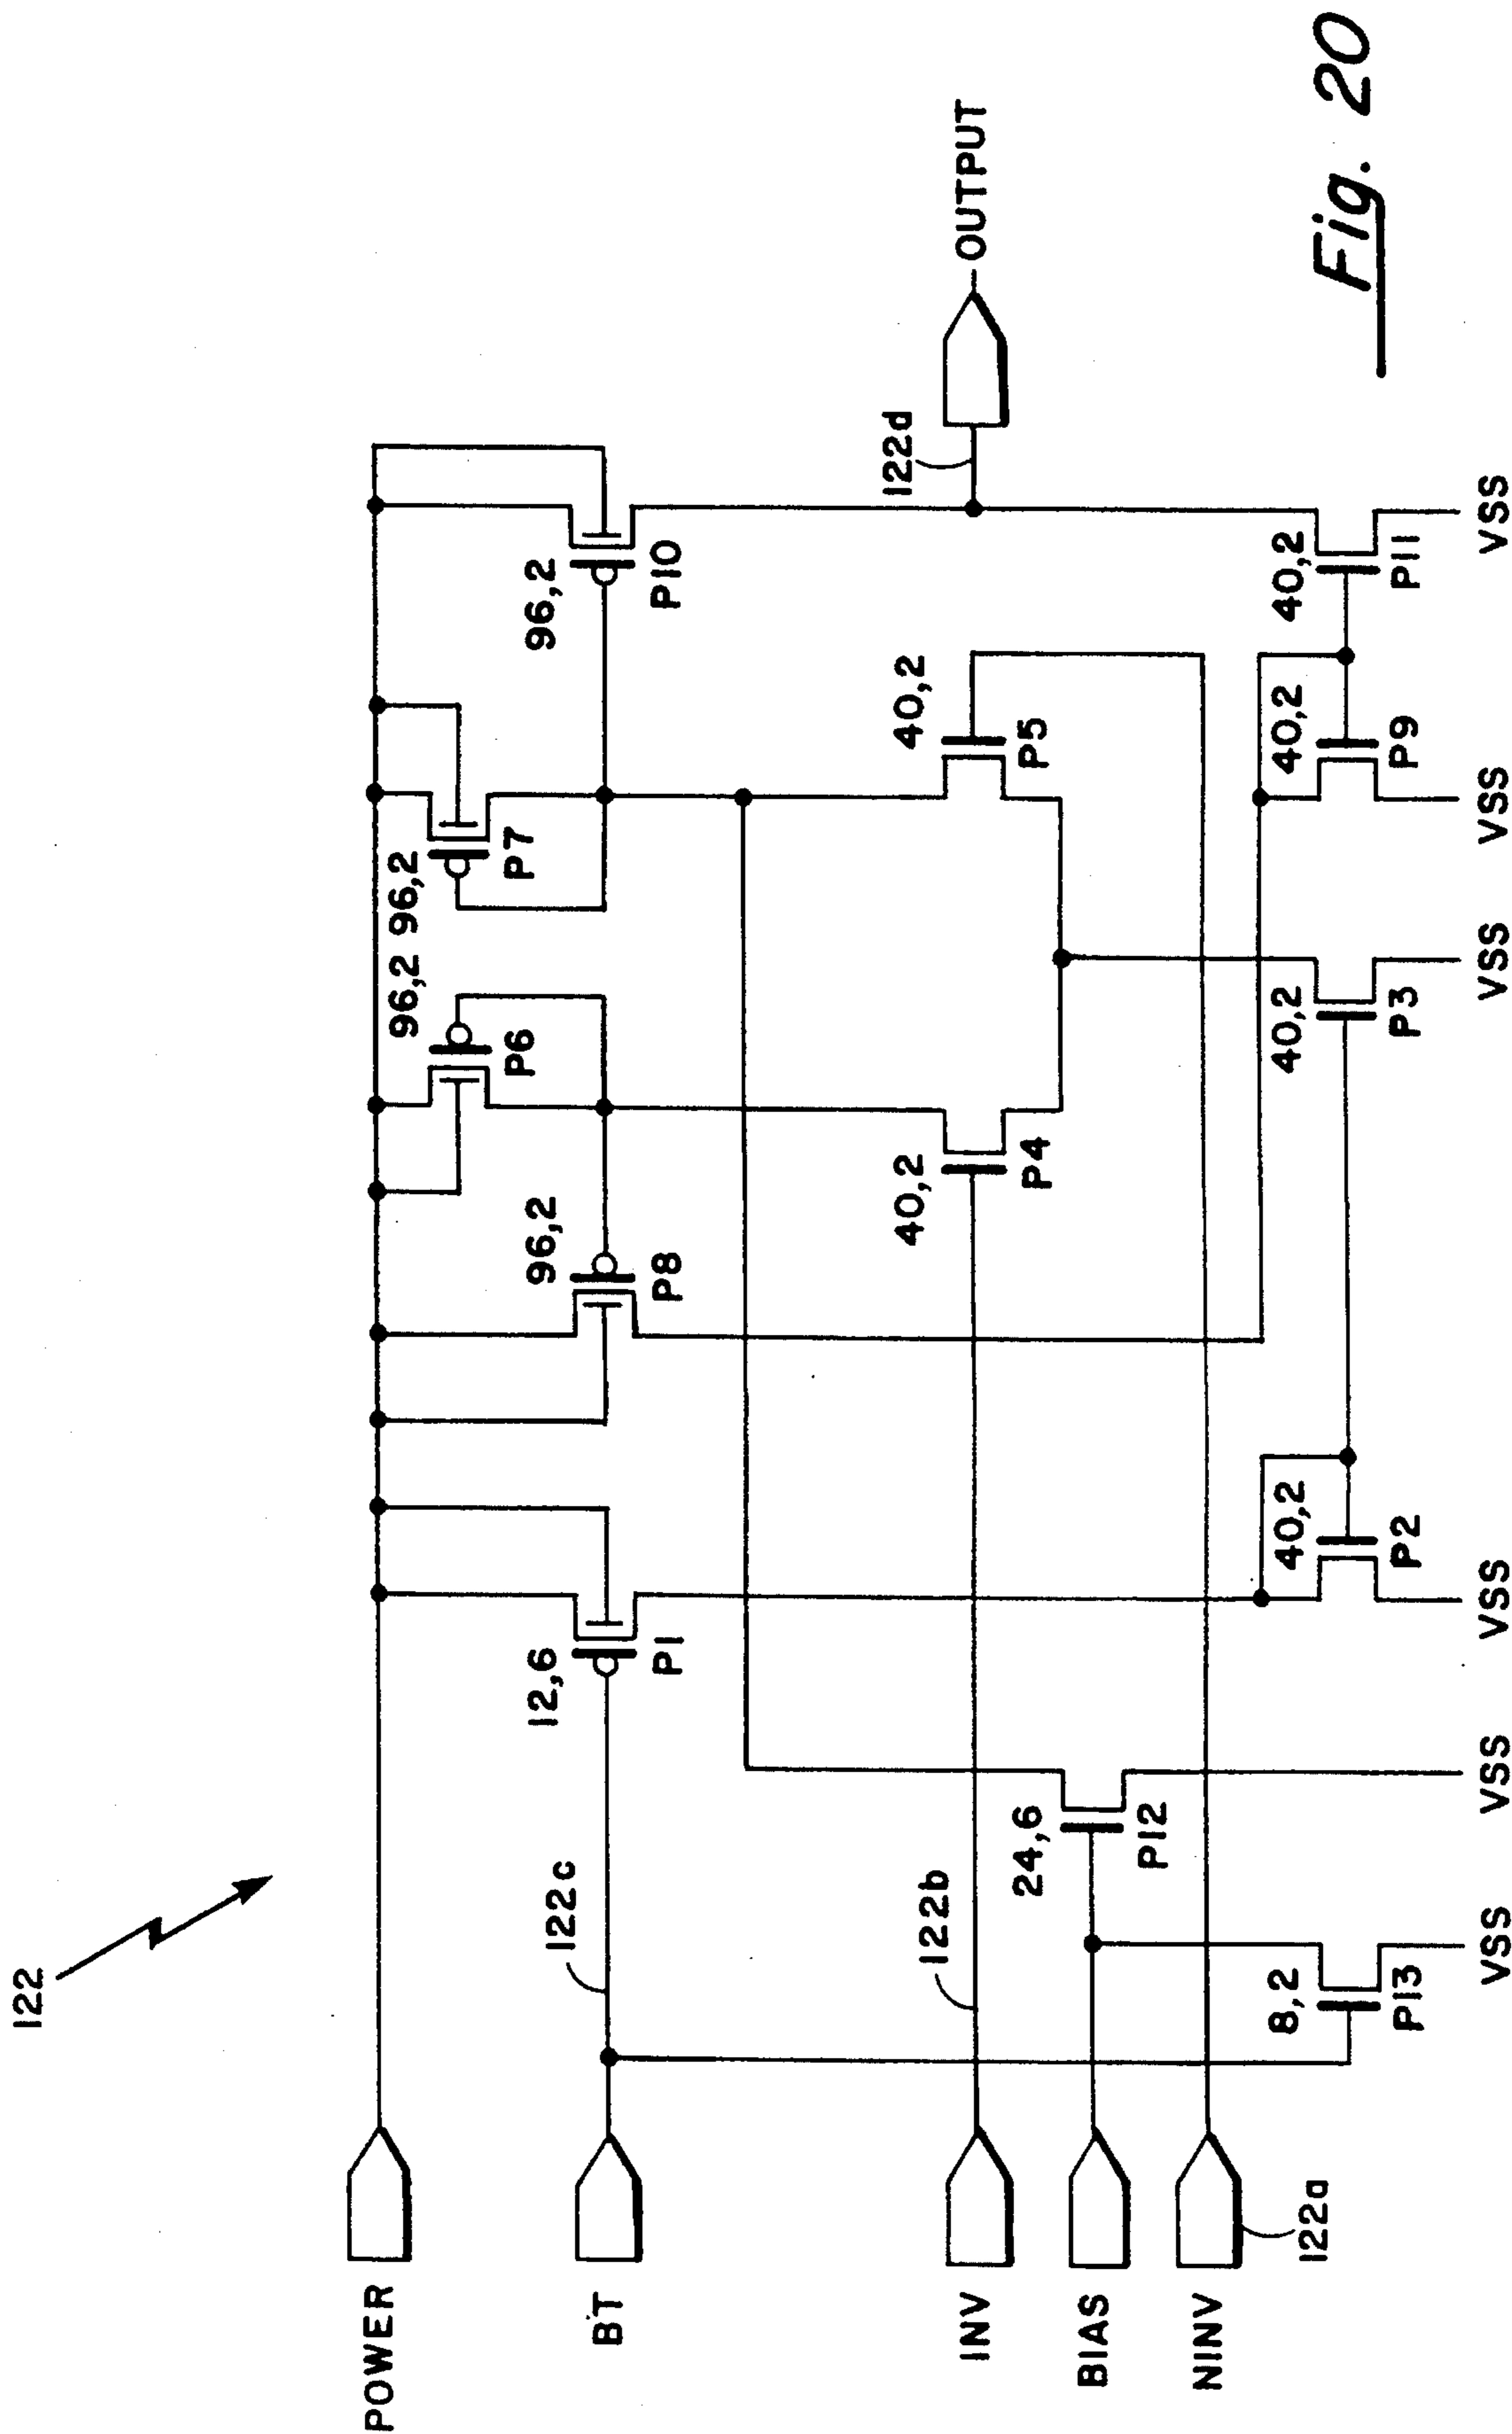 122
POWER
BT
INV
BIAS
NINV
122a
122c
122b
12,6
P1
96,2
P8
96,2
P6
96,2
P7
96,2
P10
24,6
P12
40,2
P4
40,2
P5
122d
OUTPUT
8,2
P13
40,2
P2
40,2
P3
40,2
P9
40,2
P11
VSS
VSS
VSS
VSS
VSS
VSS
Fig. 20